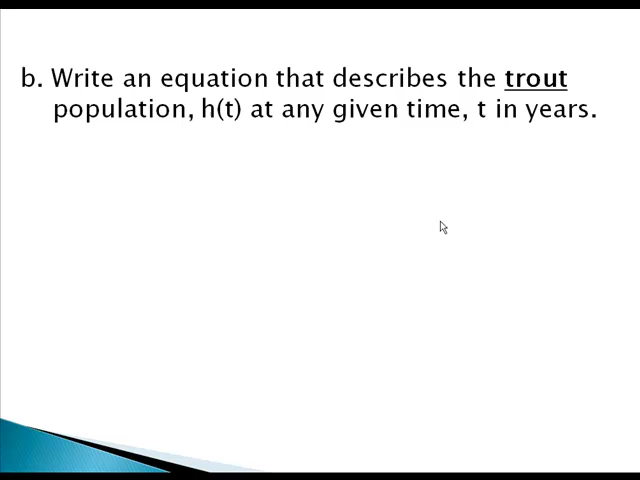 b. Write an equation that describes the trout
population, h(t) at any given time, t in years.